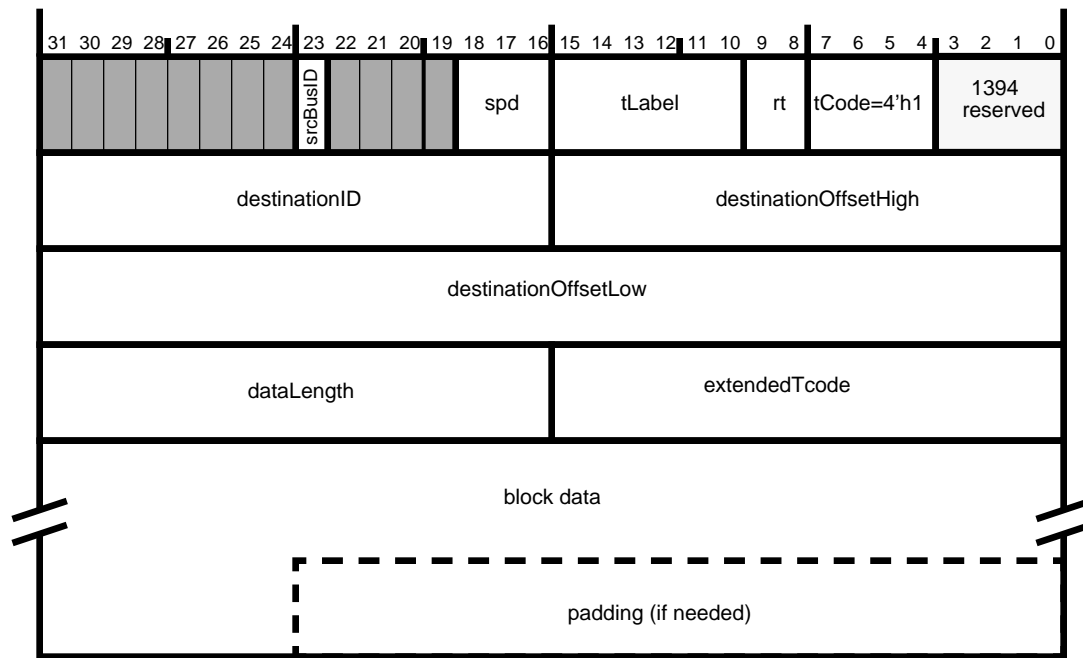 31 30 29 28 27 26 25 24 23 22 21 20 19 18 17 16 15 14 13 12 11 10 9 8 7 6 5 4 3 2 1 0
srcBusID spd tLabel rt tCode=4'h1 1394
reserved
destinationID destinationOffsetHigh
destinationOffsetLow
dataLength extendedTcode
block data
padding (if needed)